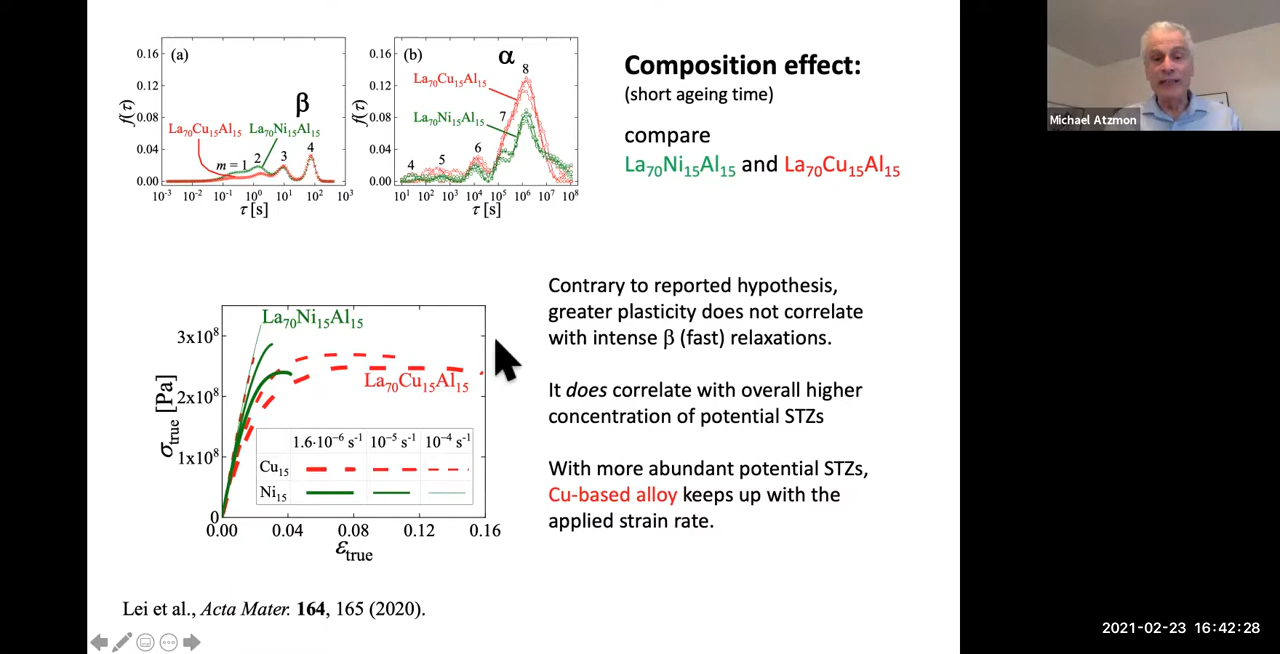 (a)
0.16
0.12
0.08
0.04
0.00
f(τ)
β
La₇₀Cu₁₅Al₁₅ La₇₀Ni₁₅Al₁₅
m = 1 2 3 4
10⁻³ 10⁻² 10⁻¹ 10⁰ 10¹ 10² 10³
τ [s]
(b)
0.16
0.12
0.08
0.04
0.00
f(τ)
α
8
La₇₀Cu₁₅Al₁₅
La₇₀Ni₁₅Al₁₅
4 5 6 7
10¹ 10² 10³ 10⁴ 10⁵ 10⁶ 10⁷ 10⁸
τ [s]
Composition effect:
(short ageing time)
compare
La₇₀Ni₁₅Al₁₅ and La₇₀Cu₁₅Al₁₅
Michael Atzmon
La₇₀Ni₁₅Al₁₅
3x10⁸
2x10⁸
1x10⁸
0
σtrue [Pa]
La₇₀Cu₁₅Al₁₅
1.6·10⁻⁶ s⁻¹ 10⁻⁵ s⁻¹ 10⁻⁴ s⁻¹
Cu₁₅
Ni₁₅
0.00 0.04 0.08 0.12 0.16
εtrue
Contrary to reported hypothesis,
greater plasticity does not correlate
with intense β (fast) relaxations.
It does correlate with overall higher
concentration of potential STZs
With more abundant potential STZs,
Cu-based alloy keeps up with the
applied strain rate.
Lei et al., Acta Mater. 164, 165 (2020).
2021-02-23 16:42:28